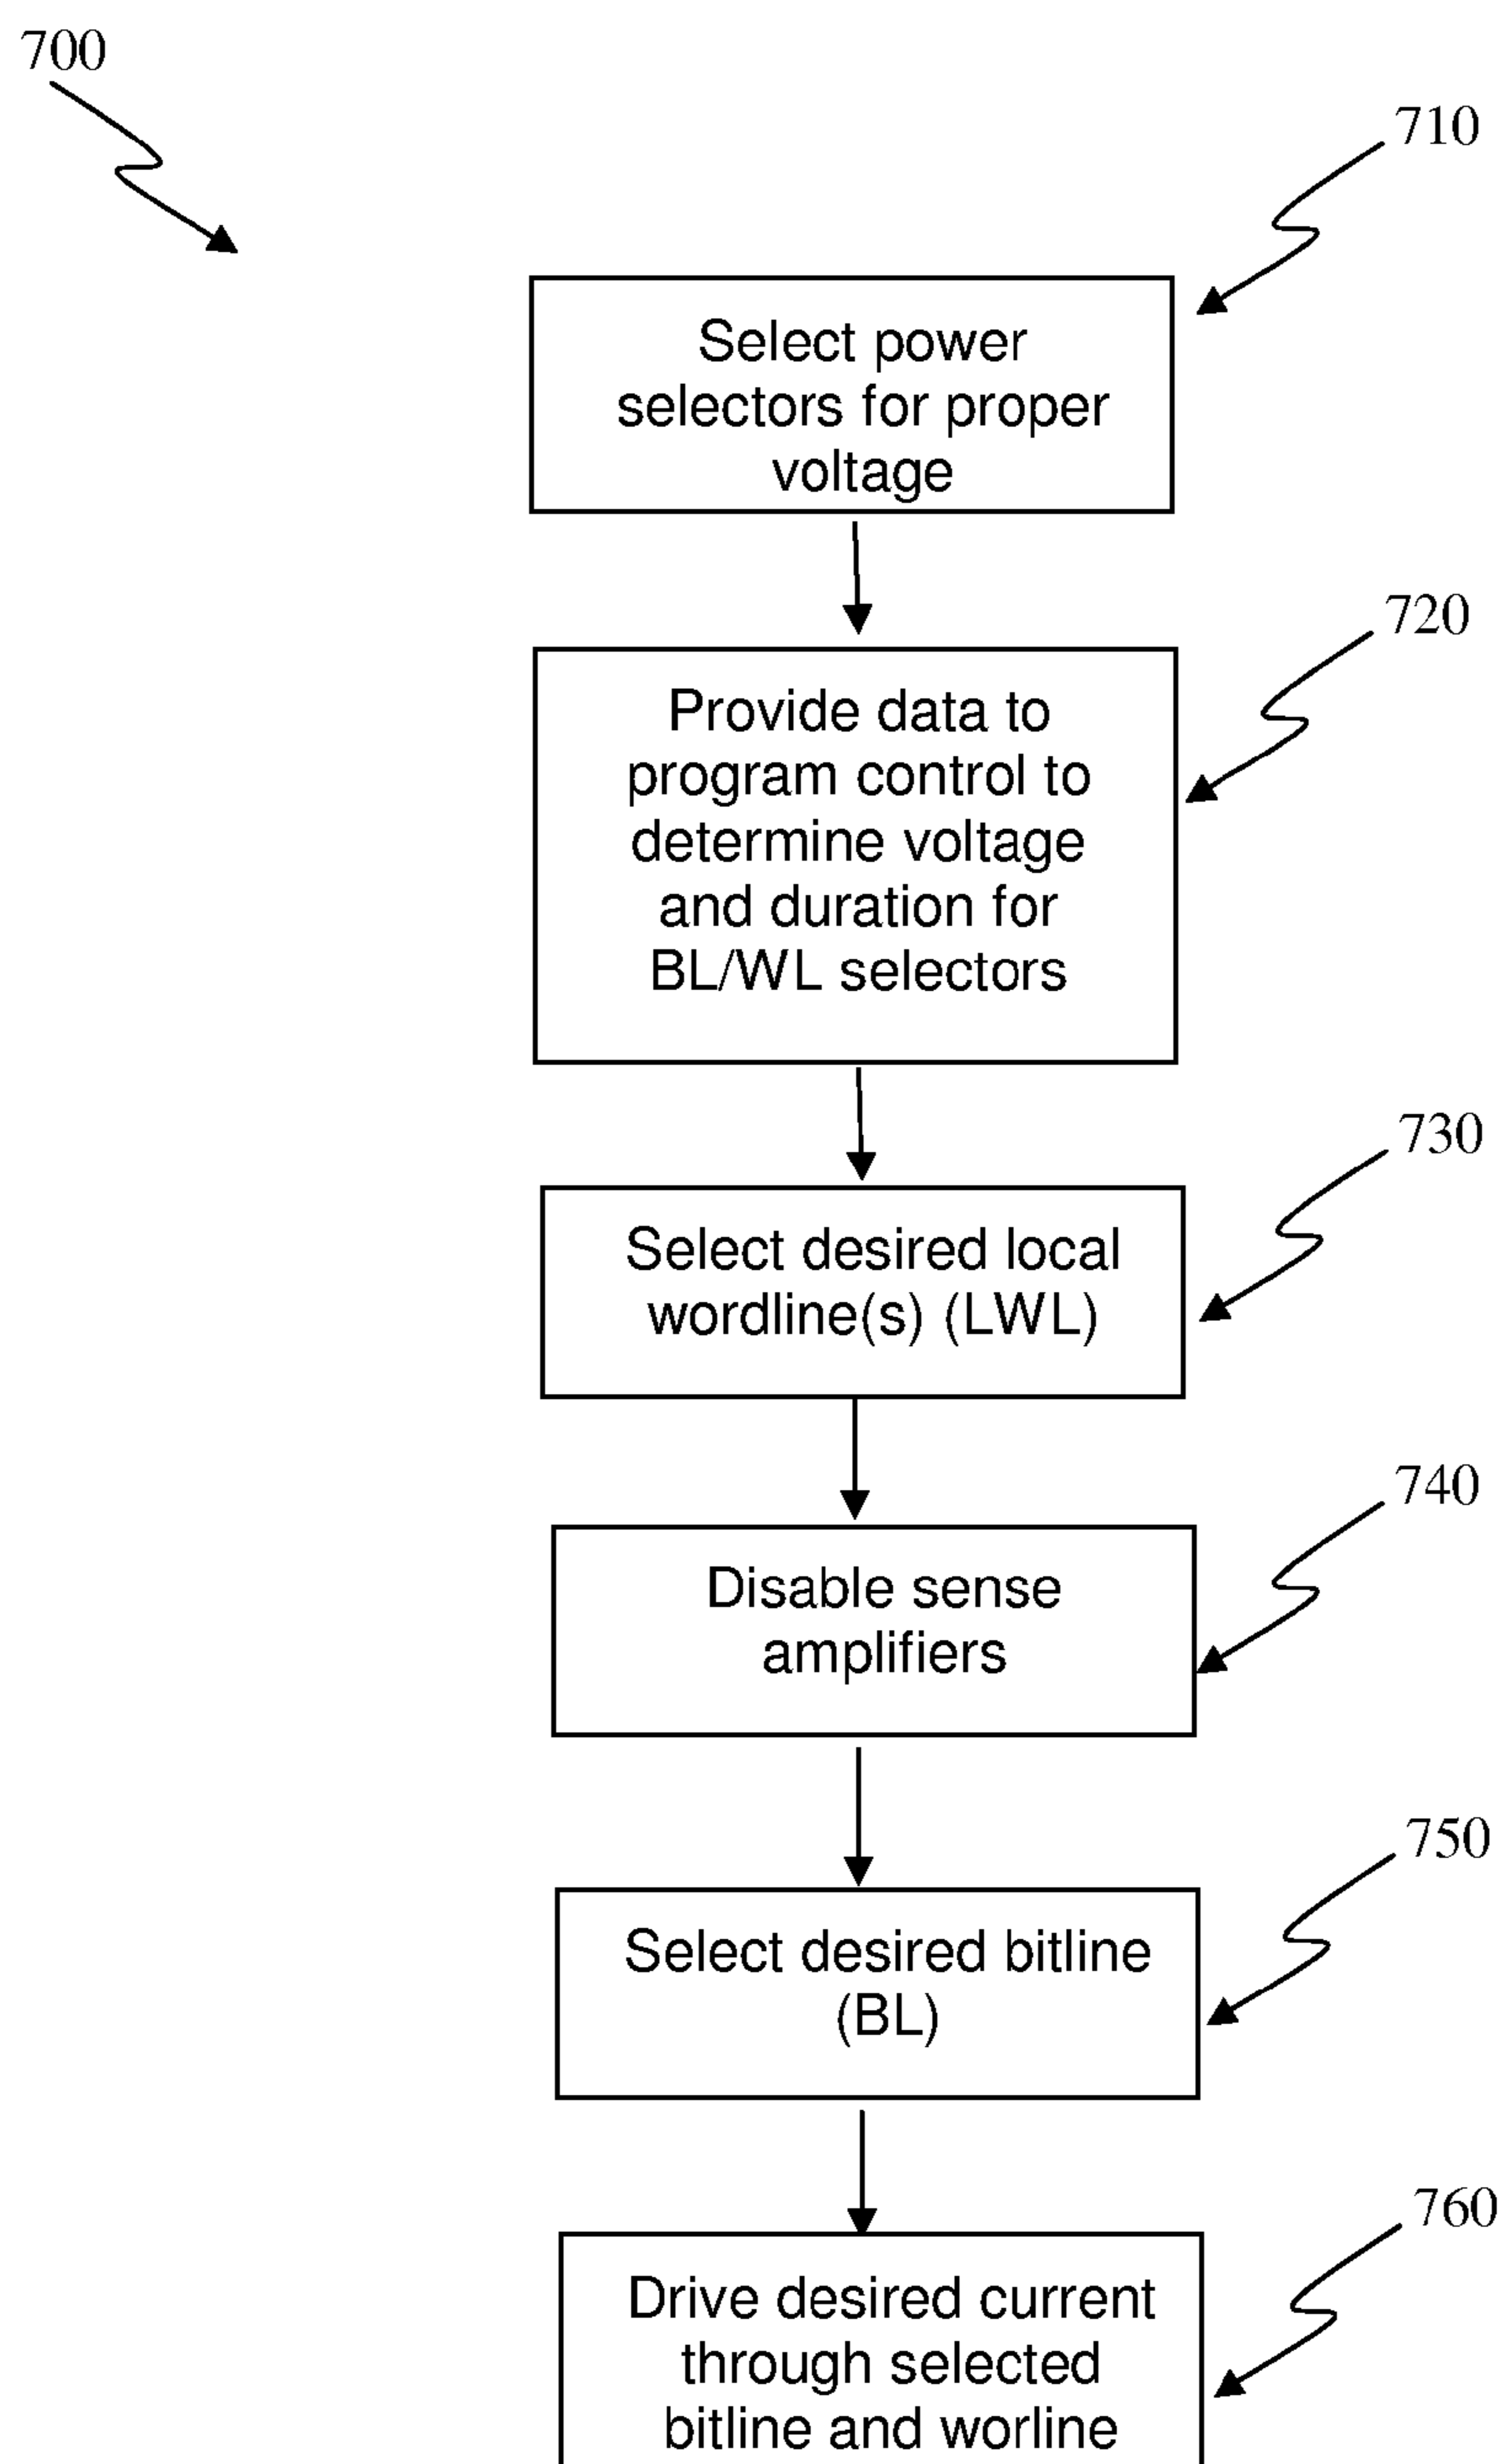 700
710
Select power
selectors for proper
voltage
720
Provide data to
program control to
determine voltage
and duration for
BL/WL selectors
730
Select desired local
wordline(s) (LWL)
740
Disable sense
amplifiers
750
Select desired bitline
(BL)
760
Drive desired current
through selected
bitline and worline